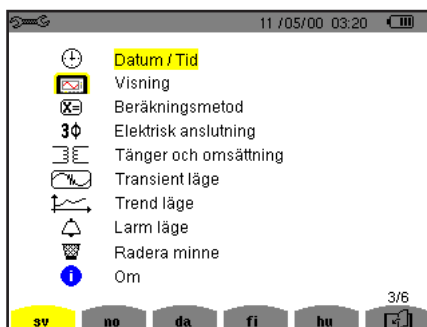 11 /05/00 03:20
Datum / Tid
Visning
X= Beräkningsmetod
3Φ Elektrisk anslutning
Tänger och omsättning
Transient läge
Trend läge
Larm läge
Radera minne
i Om
3/6
sv no da fi hu